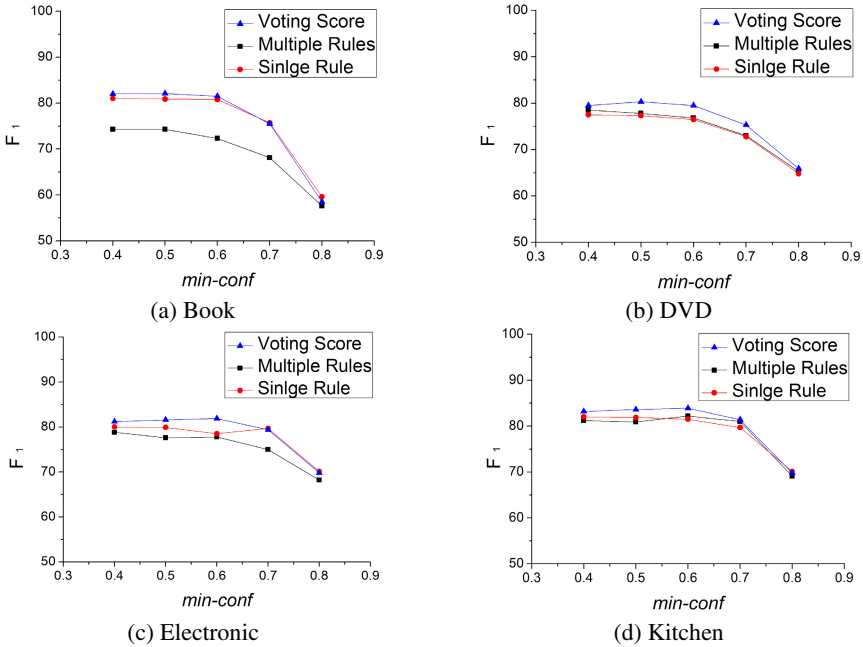 100
90
80
70
60
50
F 1
0.3 0.4 0.5 0.6 0.7 0.8 0.9
min-conf
Voting Score
Multiple Rules
Sinlge Rule
(a) Book
100
90
80
70
60
50
F 1
0.3 0.4 0.5 0.6 0.7 0.8 0.9
min-conf
Voting Score
Multiple Rules
Sinlge Rule
(b) DVD
100
90
80
70
60
50
F 1
0.3 0.4 0.5 0.6 0.7 0.8 0.9
min-conf
Voting Score
Multiple Rules
Sinlge Rule
(c) Electronic
100
90
80
70
60
50
F 1
0.3 0.4 0.5 0.6 0.7 0.8 0.9
min-conf
Voting Score
Multiple Rules
Sinlge Rule
(d) Kitchen